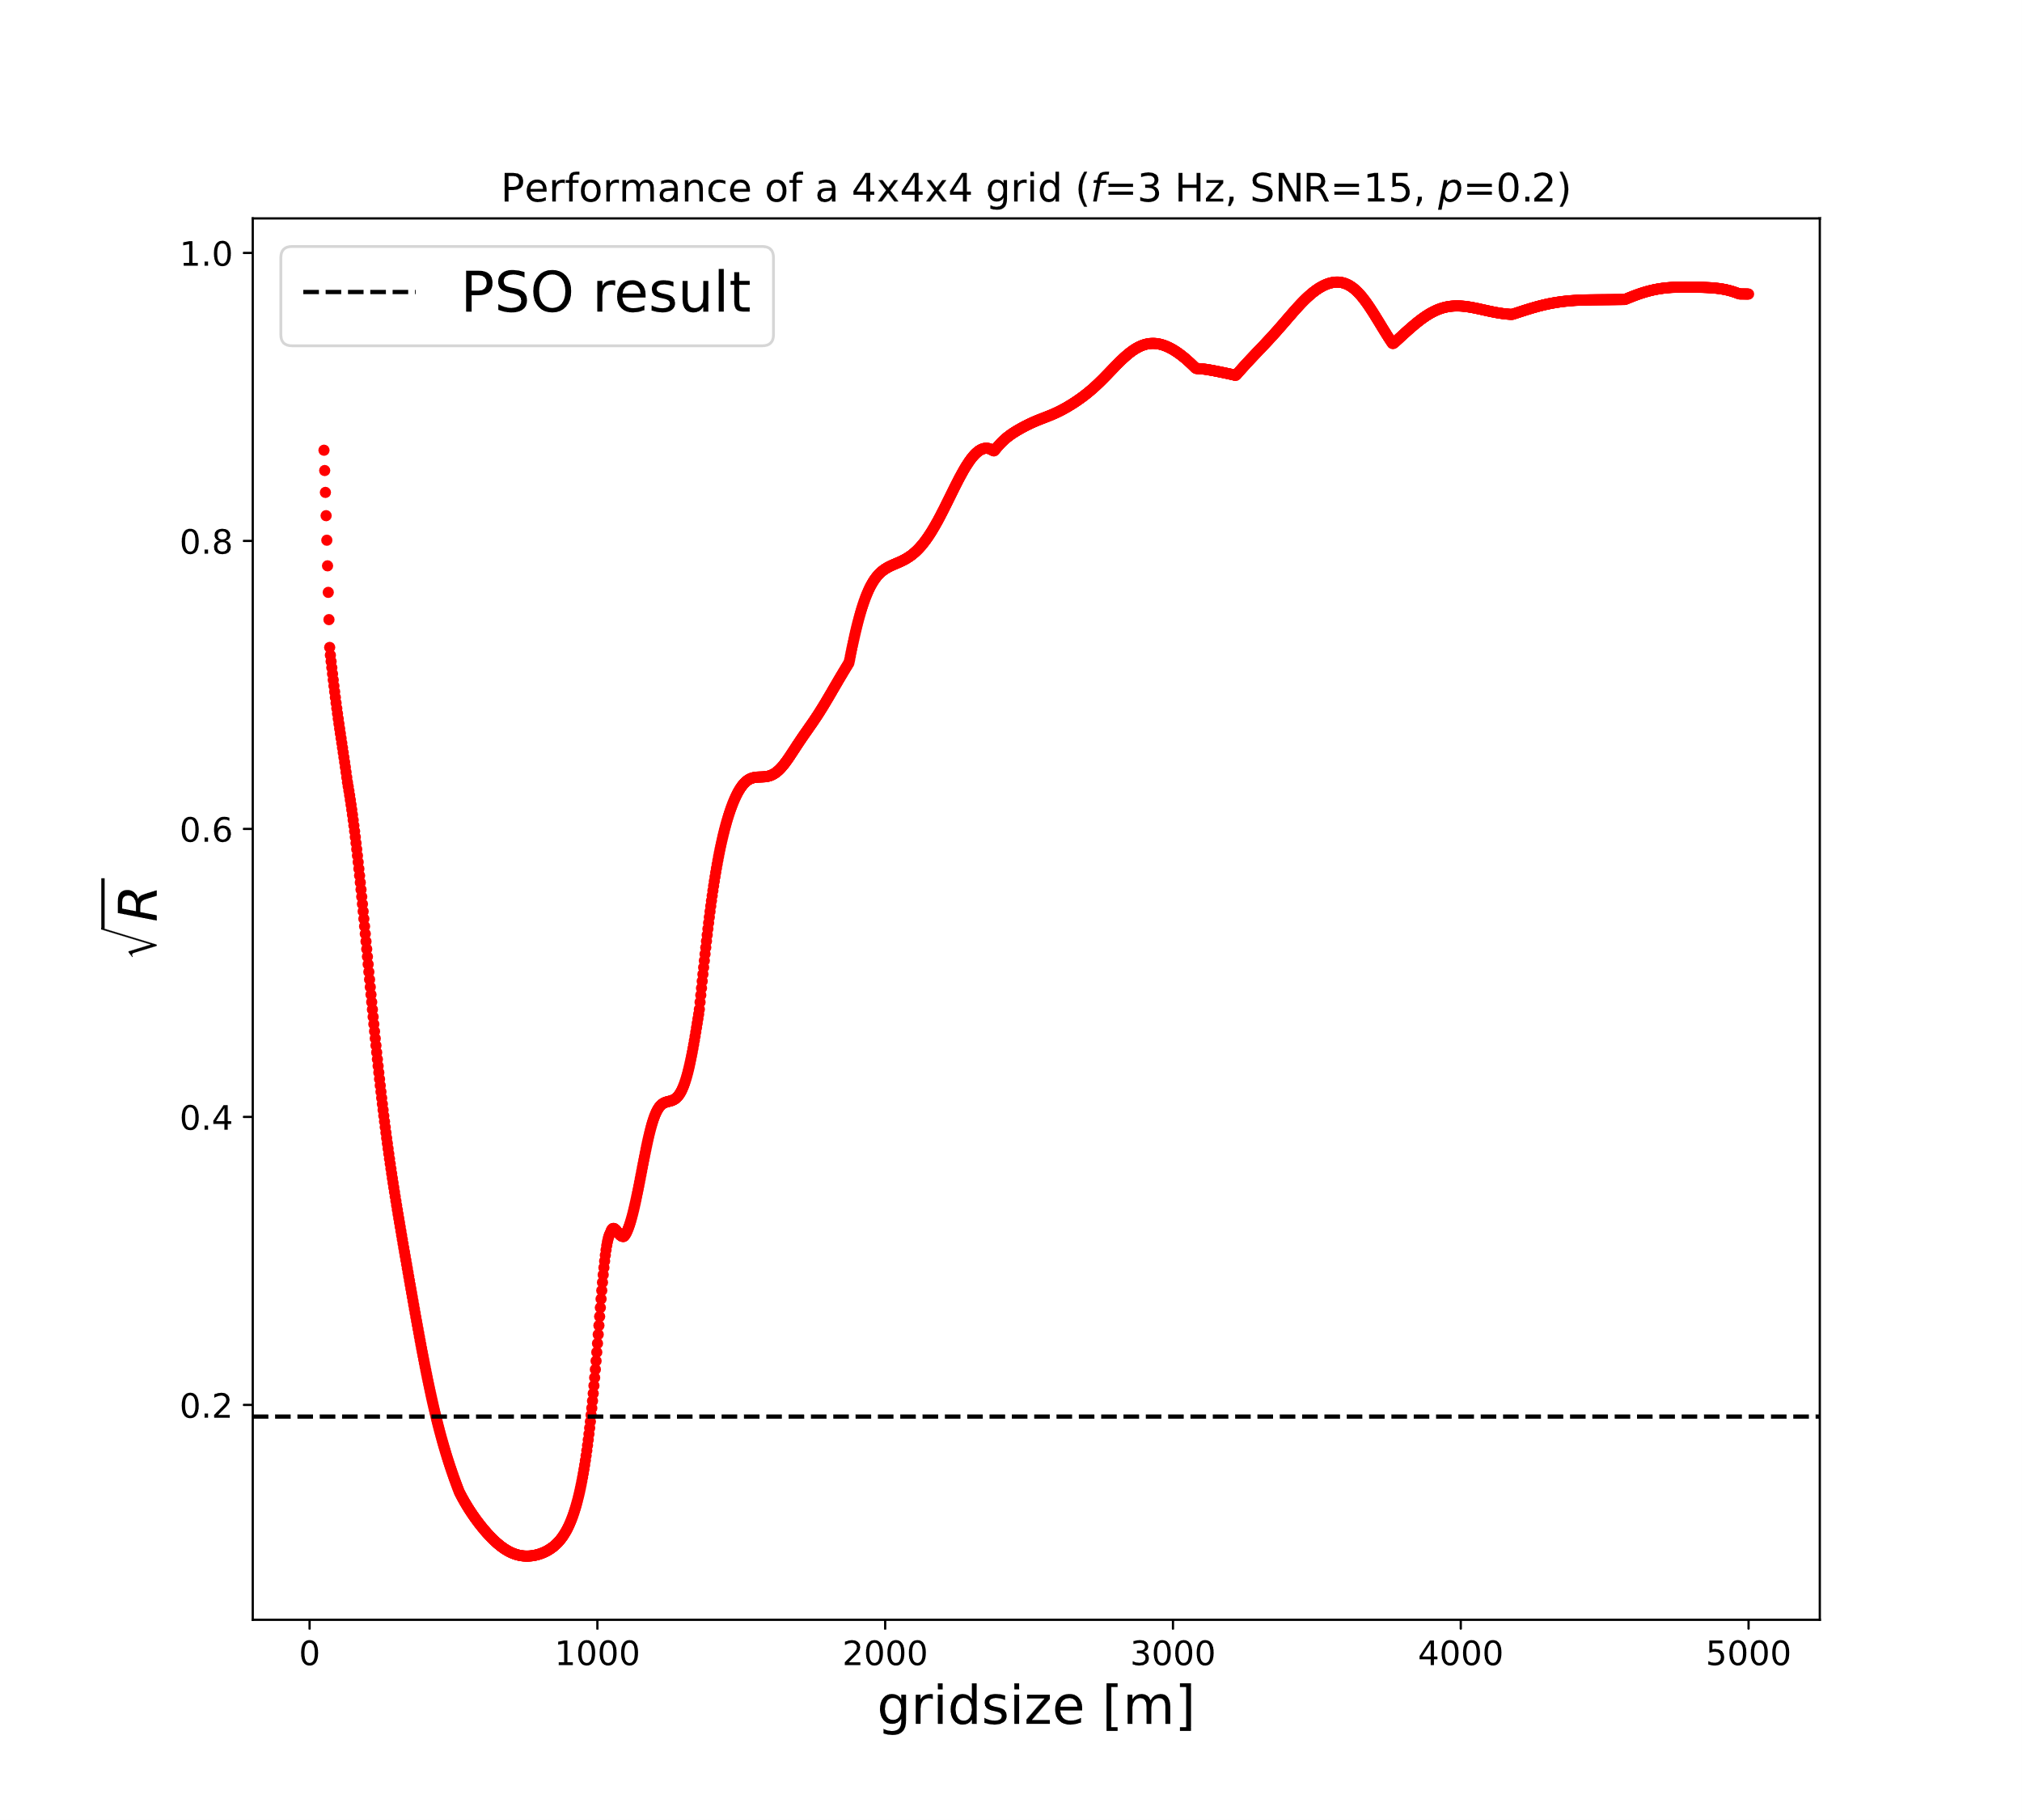 Performance of a 4x4x4 grid (f=3 Hz, SNR=15, p=0.2)
PSO result
1.0
0.8
0.6
0.4
0.2
√R
0 1000 2000 3000 4000 5000
gridsize [m]